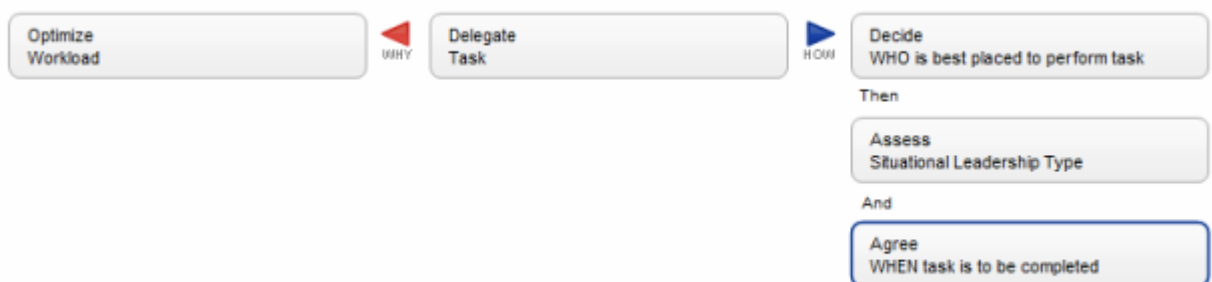 Optimize
Workload
WHY
Delegate
Task
HOW
Decide
WHO is best placed to perform task
Then
Assess
Situational Leadership Type
And
Agree
WHEN task is to be completed